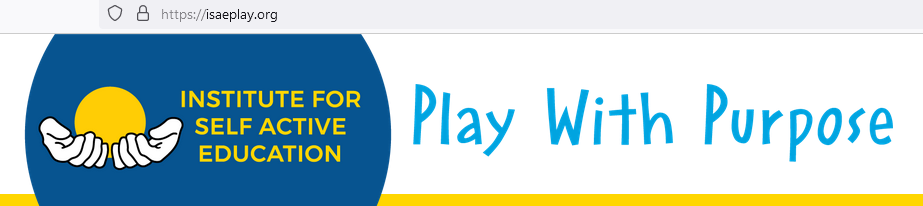 https://isaeplay.org
INSTITUTE FOR
SELF ACTIVE
EDUCATION
Play With Purpose